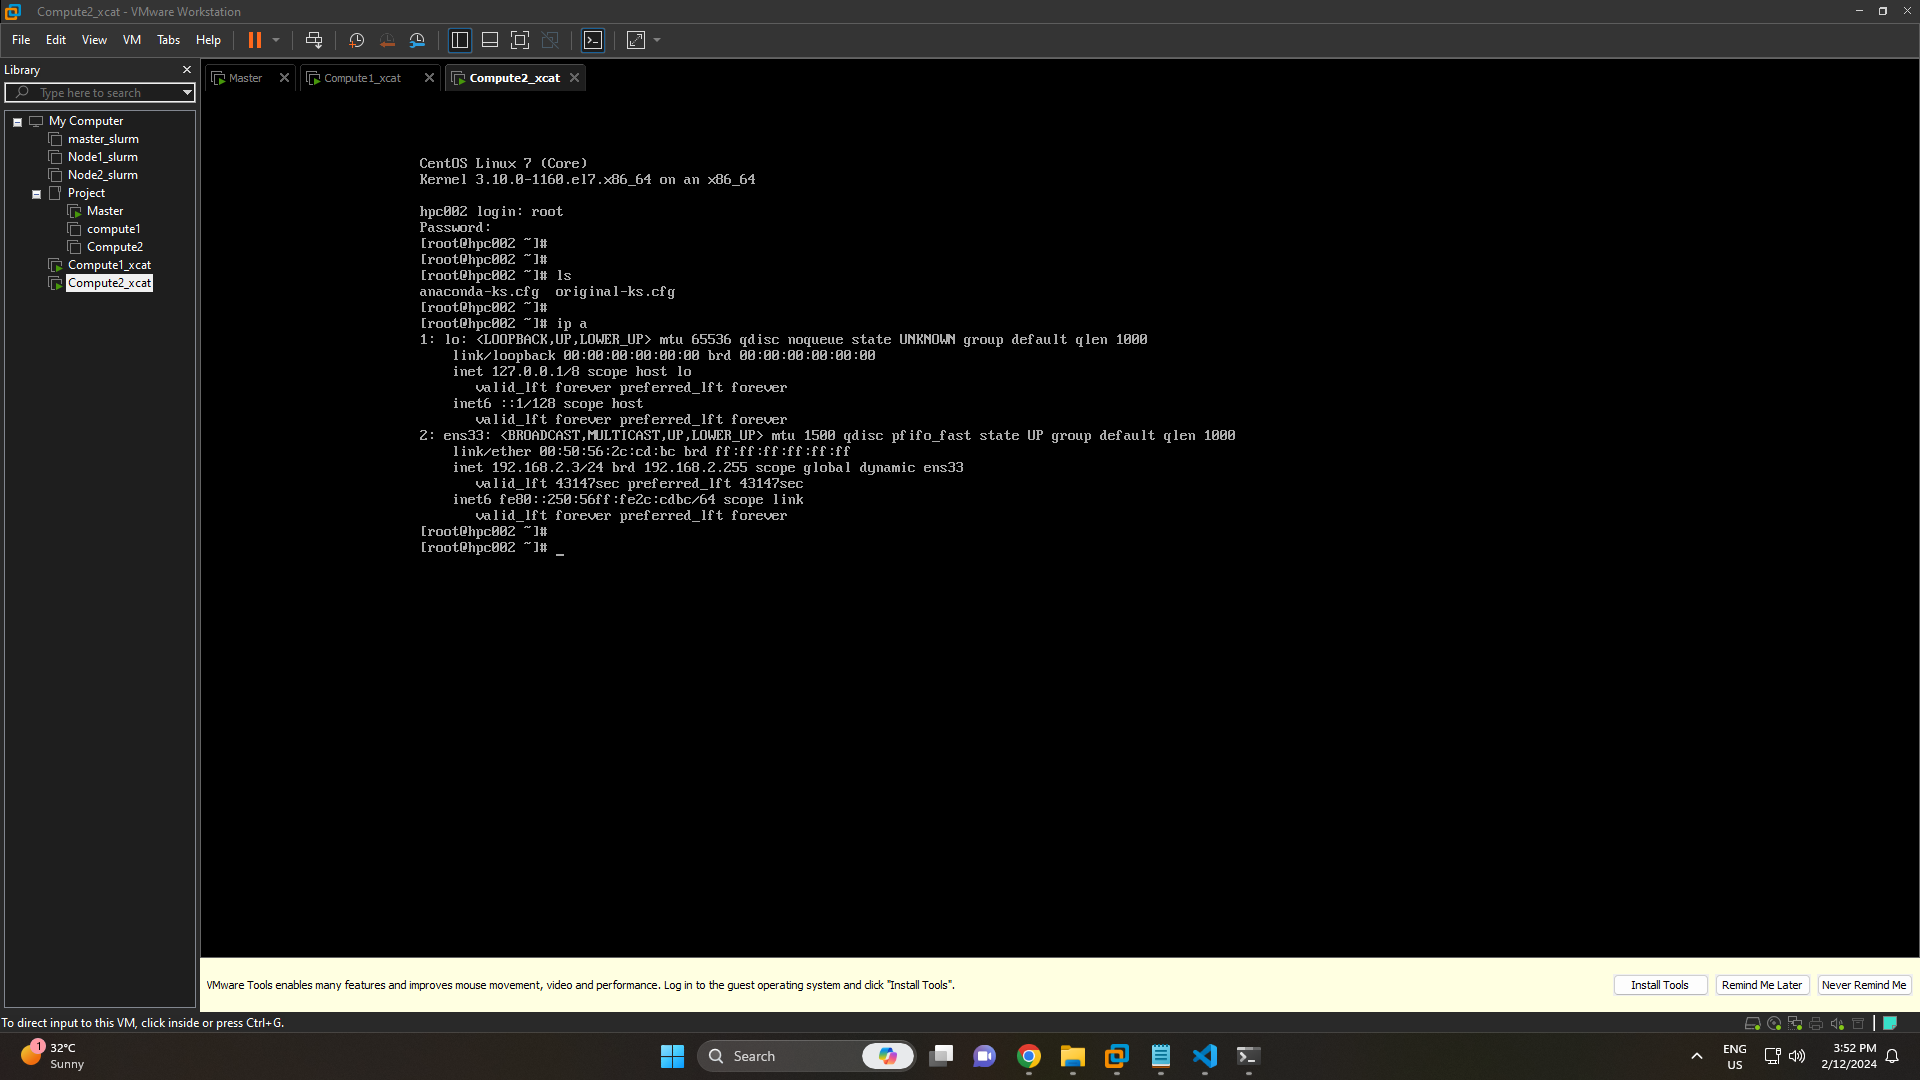 Compute2_xcat - VMware Workstation
File Edit View VM Tabs Help
Library
Type here to search
My Computer
master_slurm
Node1_slurm
Node2_slurm
Project
Master
compute1
Compute2
Compute1_xcat
Compute2_xcat
Master Compute1_xcat Compute2_xcat
CentOS Linux 7 (Core)
Kernel 3.10.0-1160.el7.x86_64 on an x86_64
hpc002 login: root
Password:
[root@hpc002 ~]#
[root@hpc002 ~]#
[root@hpc002 ~]# ls
anaconda-ks.cfg  original-ks.cfg
[root@hpc002 ~]#
[root@hpc002 ~]# ip a
1: lo: <LOOPBACK,UP,LOWER_UP> mtu 65536 qdisc noqueue state UNKNOWN group default qlen 1000
    link/loopback 00:00:00:00:00:00 brd 00:00:00:00:00:00
    inet 127.0.0.1/8 scope host lo
       valid_lft forever preferred_lft forever
    inet6 ::1/128 scope host
       valid_lft forever preferred_lft forever
2: ens33: <BROADCAST,MULTICAST,UP,LOWER_UP> mtu 1500 qdisc pfifo_fast state UP group default qlen 1000
    link/ether 00:50:56:2c:cd:bc brd ff:ff:ff:ff:ff:ff
    inet 192.168.2.3/24 brd 192.168.2.255 scope global dynamic ens33
       valid_lft 43147sec preferred_lft 43147sec
    inet6 fe80::250:56ff:fe2c:cdbc/64 scope link
       valid_lft forever preferred_lft forever
[root@hpc002 ~]#
[root@hpc002 ~]# _
VMware Tools enables many features and improves mouse movement, video and performance. Log in to the guest operating system and click "Install Tools".
Install Tools Remind Me Later Never Remind Me
To direct input to this VM, click inside or press Ctrl+G.
1
32°C
Sunny
Search
ENG
US
3:52 PM
2/12/2024